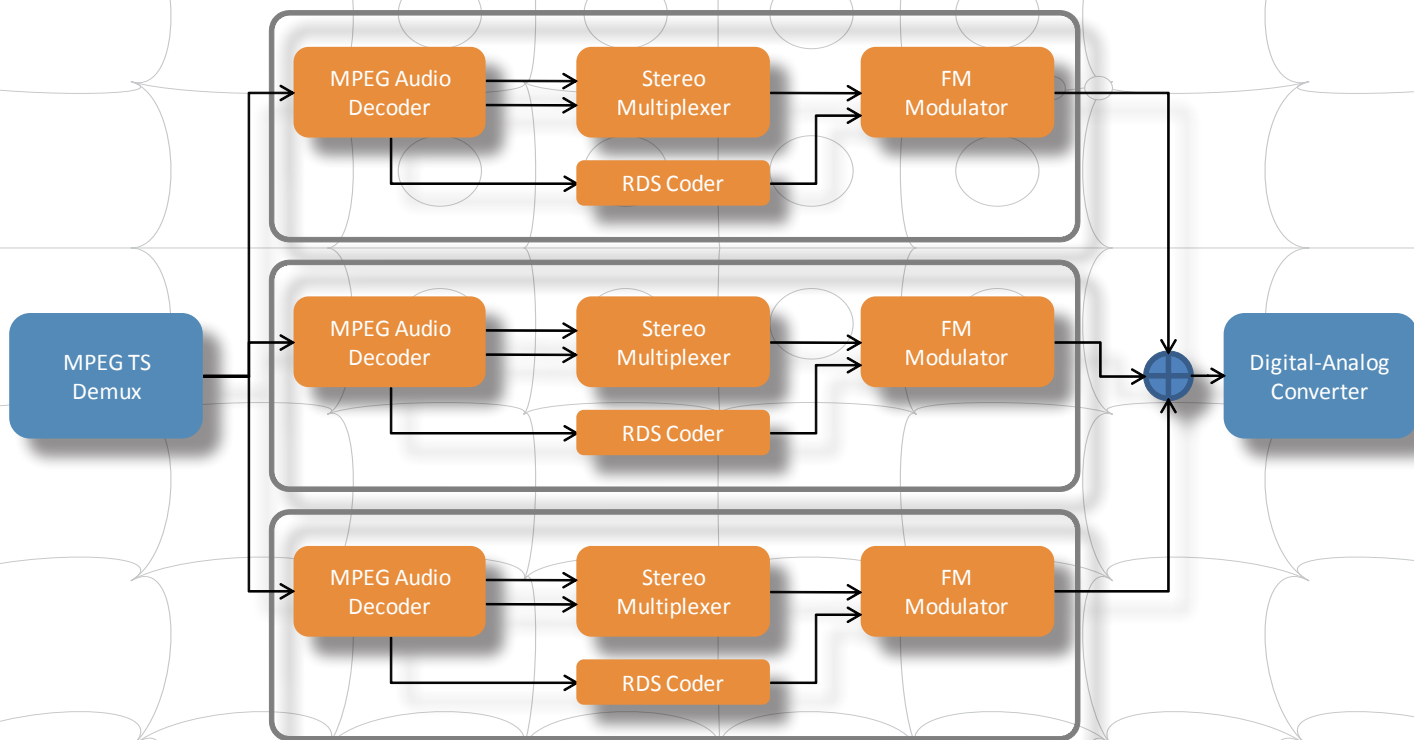 MPEG Audio
Decoder
Stereo
Multiplexer
FM
Modulator
RDS Coder
MPEG TS
Demux
MPEG Audio
Decoder
Stereo
Multiplexer
FM
Modulator
RDS Coder
Digital-Analog
Converter
MPEG Audio
Decoder
Stereo
Multiplexer
FM
Modulator
RDS Coder